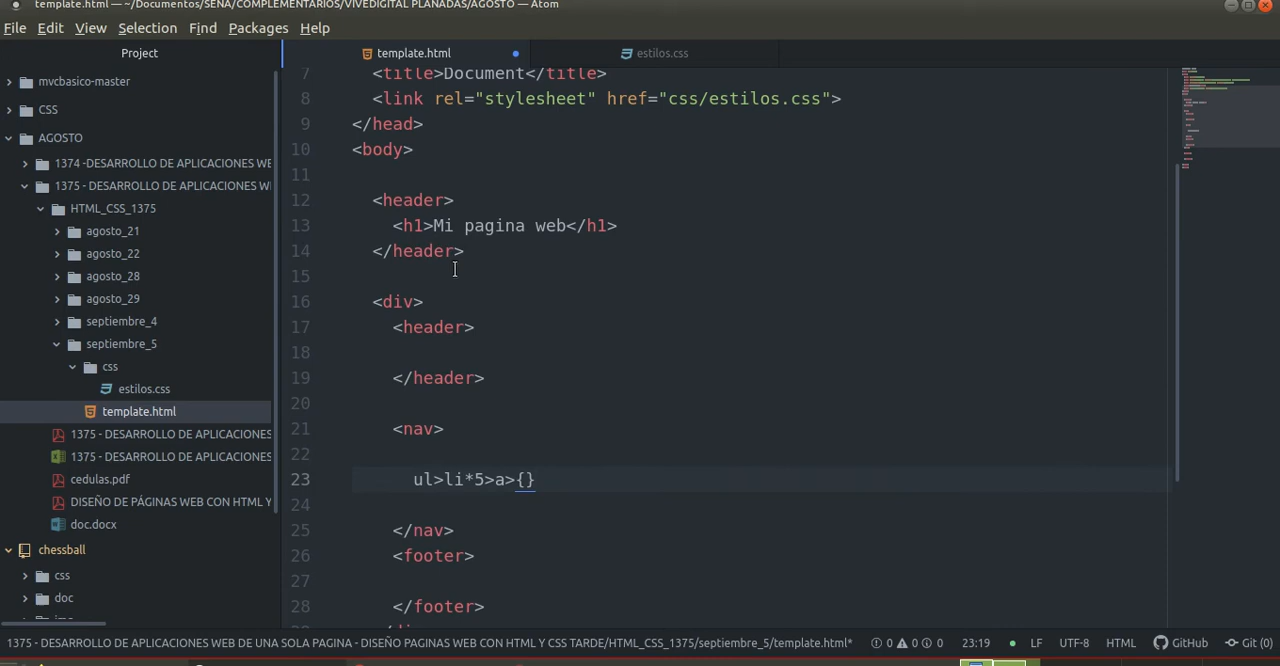 template.html — ~/Documentos/SENA/COMPLEMENTARIOS/VIVEDIGITAL PLANADAS/AGOSTO — Atom
File Edit View Selection Find Packages Help
Project
template.html
estilos.css
mvcbasico-master
CSS
AGOSTO
1374 -DESARROLLO DE APLICACIONES WE
1375 - DESARROLLO DE APLICACIONES W
HTML_CSS_1375
agosto_21
agosto_22
agosto_28
agosto_29
septiembre_4
septiembre_5
css
estilos.css
template.html
1375 - DESARROLLO DE APLICACIONES
1375 - DESARROLLO DE APLICACIONES
cedulas.pdf
DISEÑO DE PÁGINAS WEB CON HTML Y
doc.docx
chessball
css
doc
7 <title>Document</title>
8 <link rel="stylesheet" href="css/estilos.css">
9 </head>
10 <body>
11
12 <header>
13 <h1>Mi pagina web</h1>
14 </header>
15
16 <div>
17 <header>
18
19 </header>
20
21 <nav>
22
23 ul>li*5>a>{}
24
25 </nav>
26 <footer>
27
28 </footer>
1375 - DESARROLLO DE APLICACIONES WEB DE UNA SOLA PAGINA - DISEÑO PAGINAS WEB CON HTML Y CSS TARDE/HTML_CSS_1375/septiembre_5/template.html* 0 0 0 23:19 LF UTF-8 HTML GitHub Git (0)